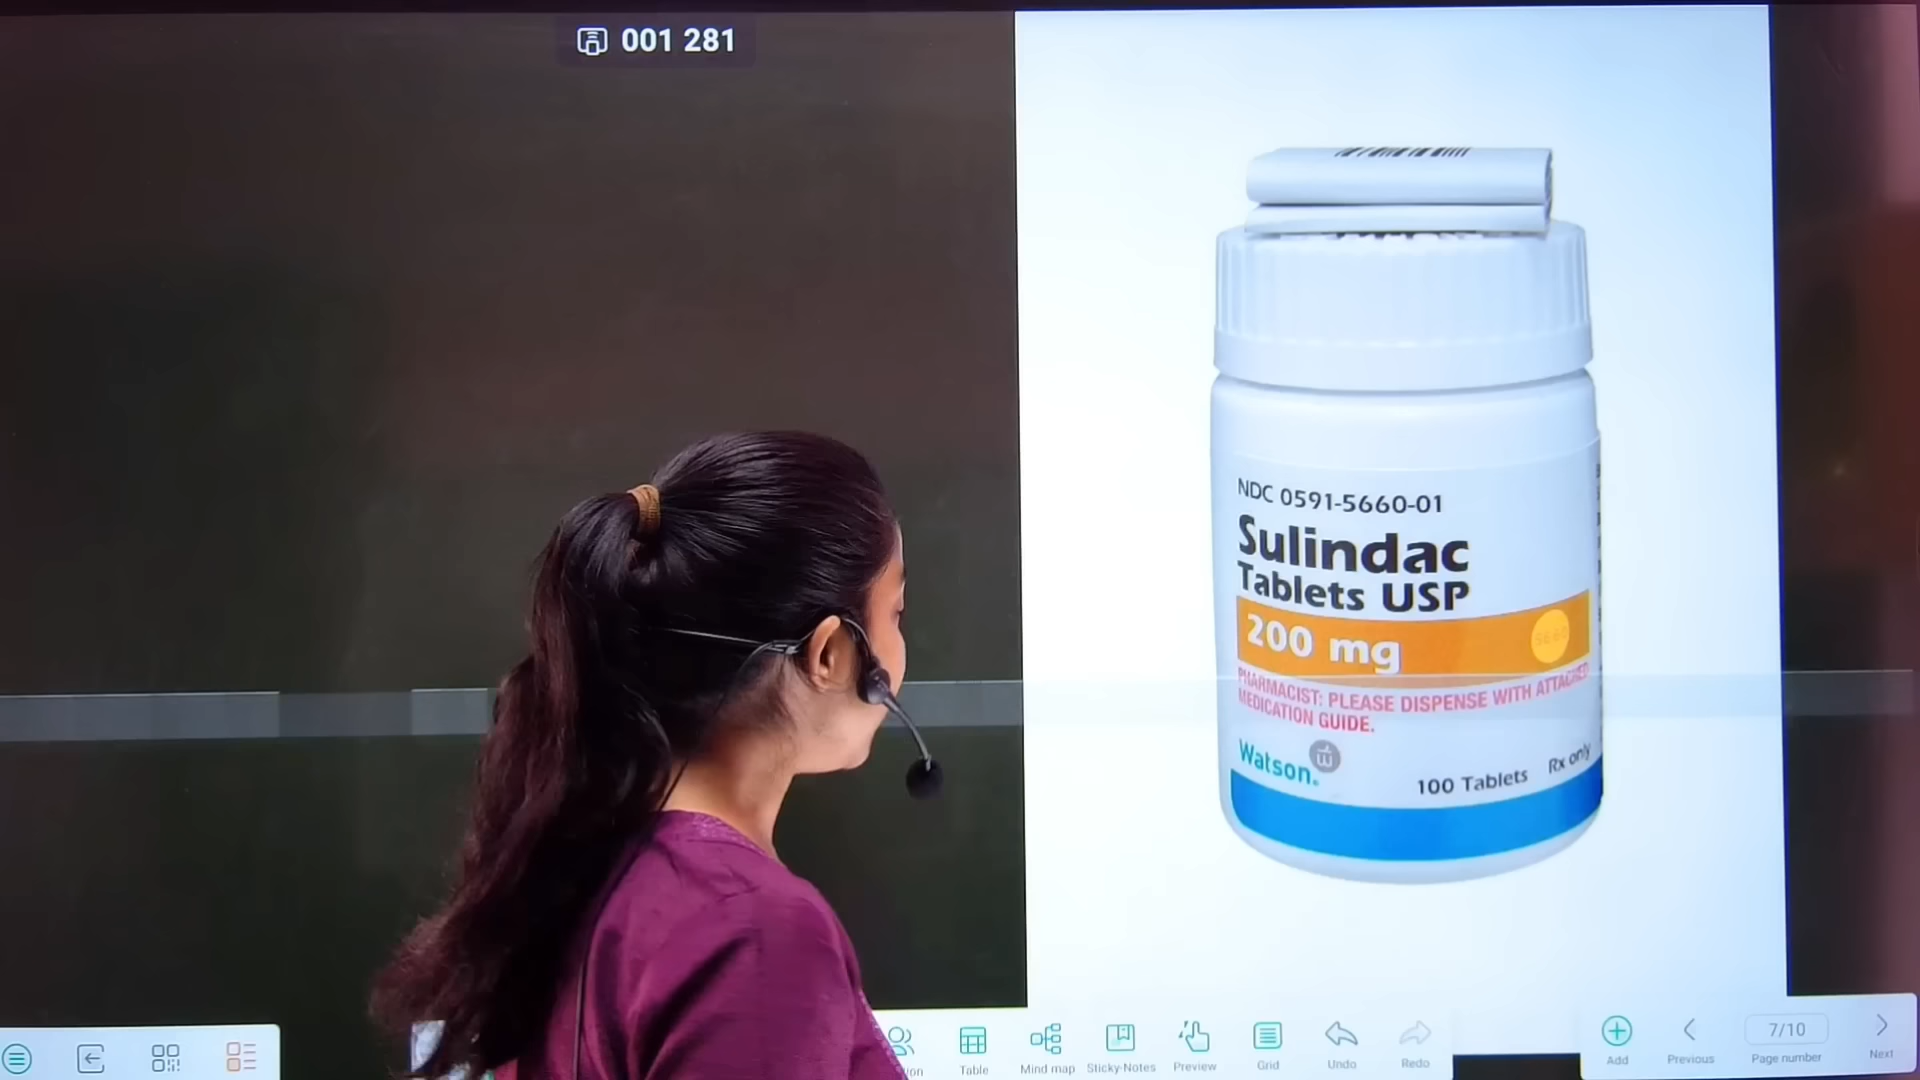 001 281
NDC 0591-5660-01
Sulindac
Tablets USP
200 mg
5660
PHARMACIST: PLEASE DISPENSE WITH ATTACHED
MEDICATION GUIDE.
Watson
100 Tablets Rx only
Table
Mind map
Sticky-Notes
Preview
Grid
Undo
Redo
Add
Previous
7/10
Page number
Next